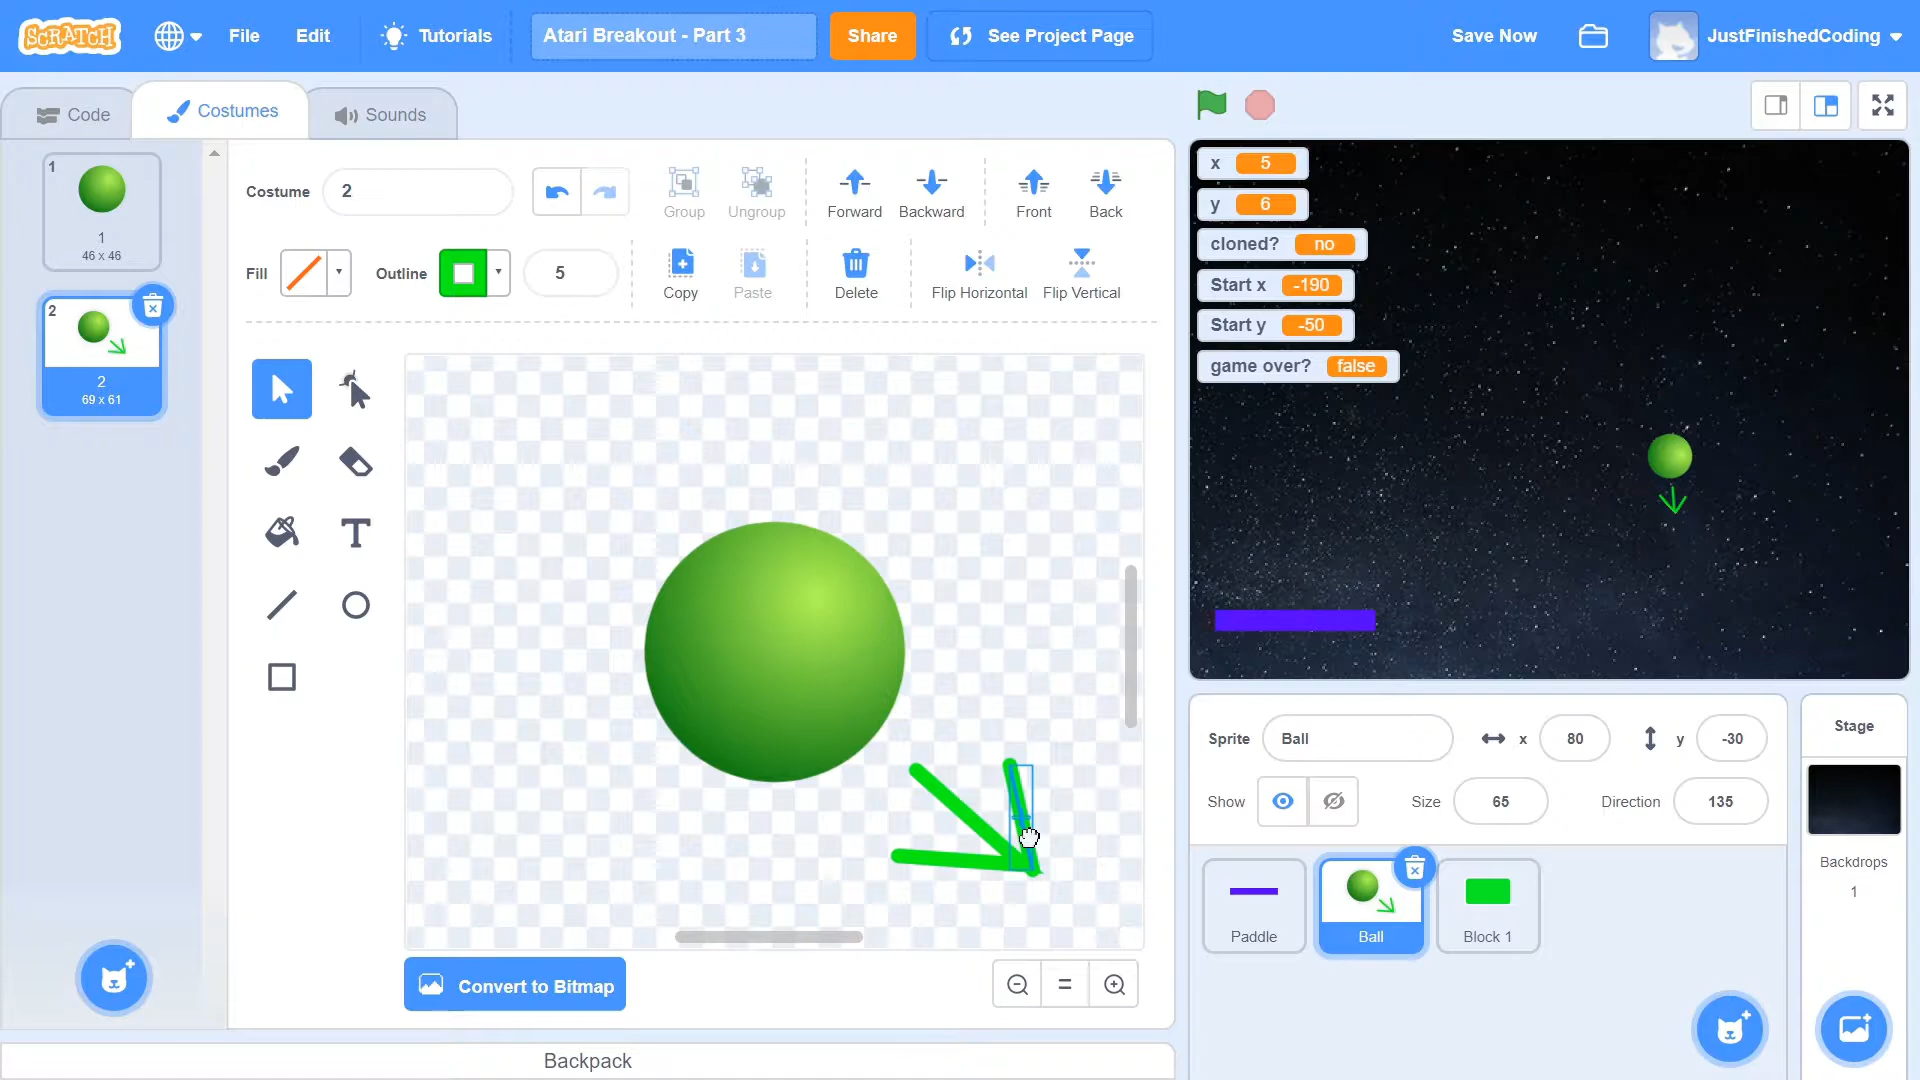 SCRATCH
File
Edit
Tutorials
Atari Breakout - Part 3
Share
See Project Page
Save Now
JustFinishedCoding
Code
Costumes
Sounds
1
1
46 x 46
2
2
69 x 61
Costume
2
Group
Ungroup
Forward
Backward
Front
Back
Fill
Outline
5
Copy
Paste
Delete
Flip Horizontal
Flip Vertical
Convert to Bitmap
Backpack
x 5
y 6
cloned? no
Start x -190
Start y -50
game over? false
Sprite
Ball
x
80
y
-30
Show
Size
65
Direction
135
Paddle
Ball
Block 1
Stage
Backdrops
1